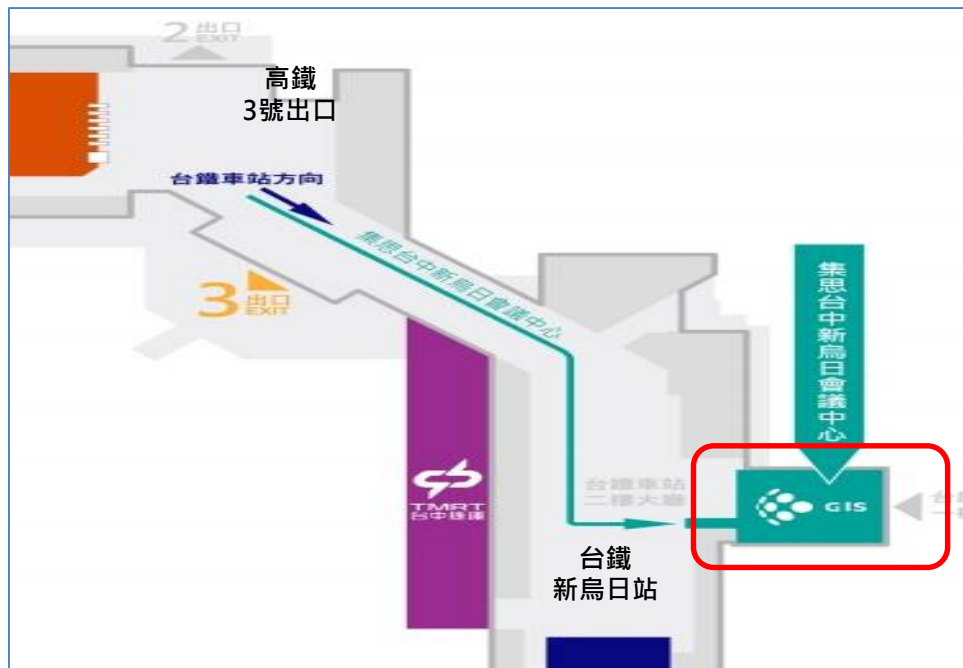 2 出口
EXIT
高鐵
3號出口
台鐵車站方向
集思台中新烏日會議中心
3 出口
EXIT
集思台中新烏日會議中心
TMRT
台中捷運
台鐵車站
二樓大廳
GIS
台鐵
新烏日站